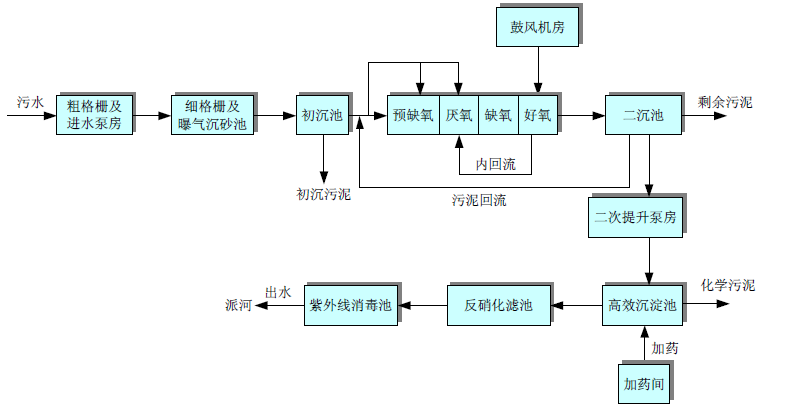 鼓风机房
污水
粗格栅及
进水泵房
细格栅及
曝气沉砂池
初沉池
预缺氧
厌氧
缺氧
好氧
二沉池
剩余污泥
内回流
初沉污泥
污泥回流
二次提升泵房
派河
出水
紫外线消毒池
反硝化滤池
高效沉淀池
化学污泥
加药
加药间